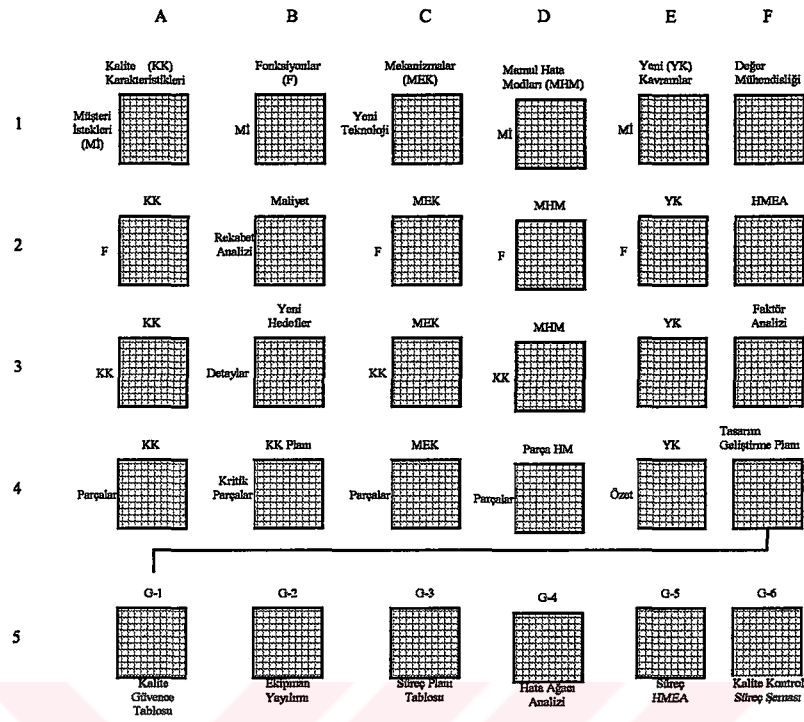 A B C D E F
Kalite (KK)
Karakteristikleri
Fonksiyonlar
(F)
Mekanizmalar
(MEK)
Mamul Hata
Modları (MHM)
Yeni (YK)
Kavramlar
Değer
Mühendisliği
1
Müşteri
İstekleri
(Mİ)
Mİ
Yeni
Teknoloji
Mİ
Mİ
KK Maliyet MEK MHM YK HMEA
2
F
Rekabet
Analizi
F
F
F
KK
Yeni
Hedefler
MEK
MHM
YK
Faktör
Analizi
3
KK
Detaylar
KK
KK
KK
KK Planı
MEK
Parça HM
YK
Tasarım
Geliştirme Planı
4
Parçalar
Kritik
Parçalar
Parçalar
Parçalar
Özet
G-1 G-2 G-3 G-4 G-5 G-6
5
Kalite
Güvence
Tablosu
Ekipman
Yayılımı
Süreç Planı
Tablosu
Hata Ağacı
Analizi
Süreç
HMEA
Kalite Kontrol
Süreç Şeması